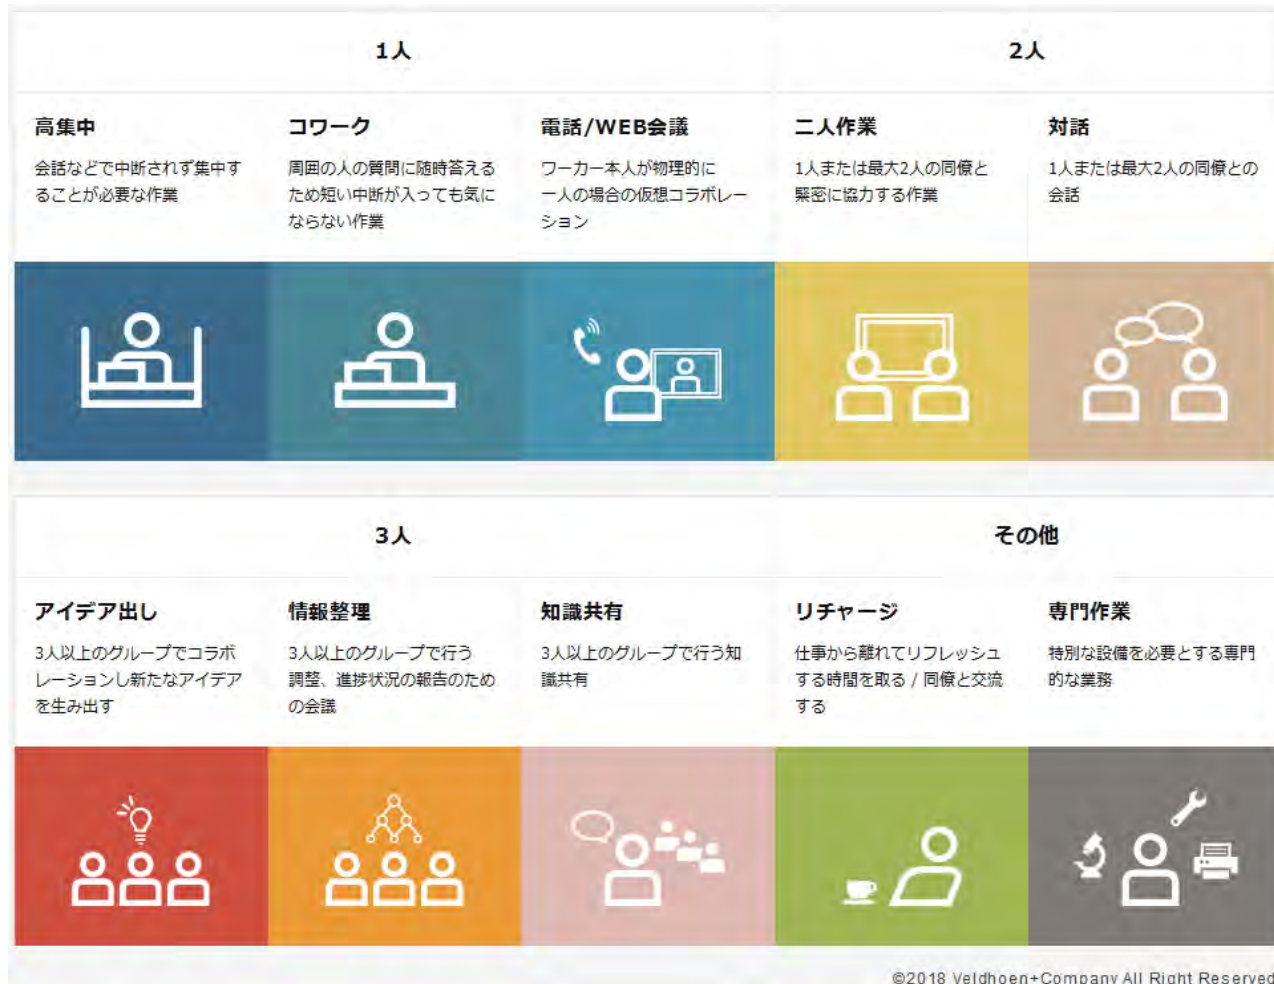 1人
2人
高集中
会話などで中断されず集中す
ることが必要な作業
コワーク
周囲の人の質問に随時答える
ため短い中断が入っても気に
ならない作業
電話/WEB会議
ワーカー本人が物理的に
一人の場合の仮想コラボレー
ション
二人作業
1人または最大2人の同僚と
緊密に協力する作業
対話
1人または最大2人の同僚との
会話
3人
その他
アイデア出し
3人以上のグループでコラボ
レーションし新たなアイデア
を生み出す
情報整理
3人以上のグループで行う
調整、進捗状況の報告のため
の会議
知識共有
3人以上のグループで行う知
識共有
リチャージ
仕事から離れてリフレッシュ
する時間を取る / 同僚と交流
する
専門作業
特別な設備を必要とする専門
的な業務
©2018 Veldhoen+Company All Right Reserved